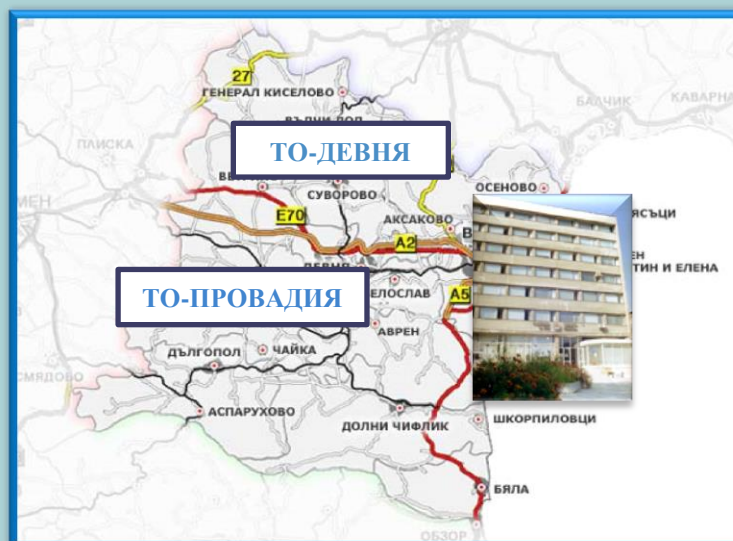 27
ГЕНЕРАЛ КИСЕЛОВО
БАЛЧИК
КАВАРНА
ПЛИСКА
ТО-ДЕВНЯ
СУВОРОВО
ОСЕНОВО
АКСАКОВО
E70
A2
ТО-ПРОВАДИЯ
A5
АВРЕН
ДЪЛГОПОЛ
ЧАЙКА
СМЯДОВО
АСПАРУХОВО
ДОЛНИ ЧИФЛИК
ШКОРПИЛОВЦИ
БЯЛА
ОБЗОР